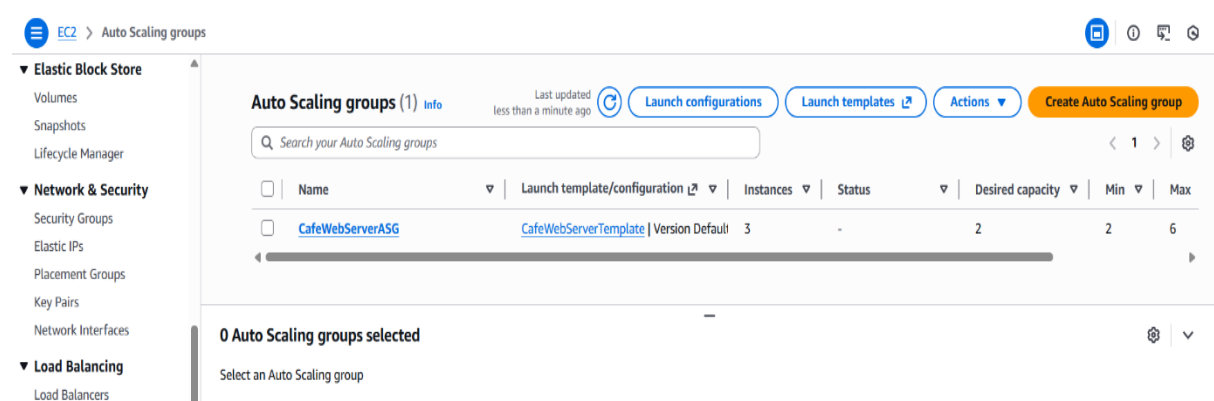 EC2 > Auto Scaling groups
▼ Elastic Block Store
Volumes
Snapshots
Lifecycle Manager
▼ Network & Security
Security Groups
Elastic IPs
Placement Groups
Key Pairs
Network Interfaces
▼ Load Balancing
Load Balancers
Auto Scaling groups (1) Info
Last updated
less than a minute ago
Launch configurations
Launch templates
Actions ▼
Create Auto Scaling group
Search your Auto Scaling groups
< 1 >
Name Launch template/configuration Instances Status Desired capacity Min Max
CafeWebServerASG CafeWebServerTemplate | Version Default 3 - 2 2 6
0 Auto Scaling groups selected
Select an Auto Scaling group